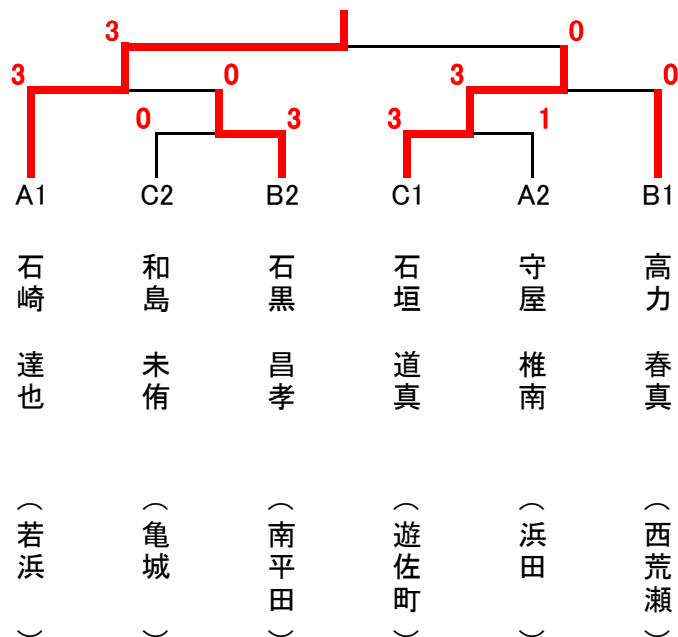 3 0
3 0 3 0
0 3 3 1
A1 C2 B2 C1 A2 B1
石崎 達也 (若浜)
和島 未侑 (亀城)
石黒 昌孝 (南平田)
石垣 道真 (遊佐町)
守屋 椎南 (浜田)
高力 春真 (西荒瀬)